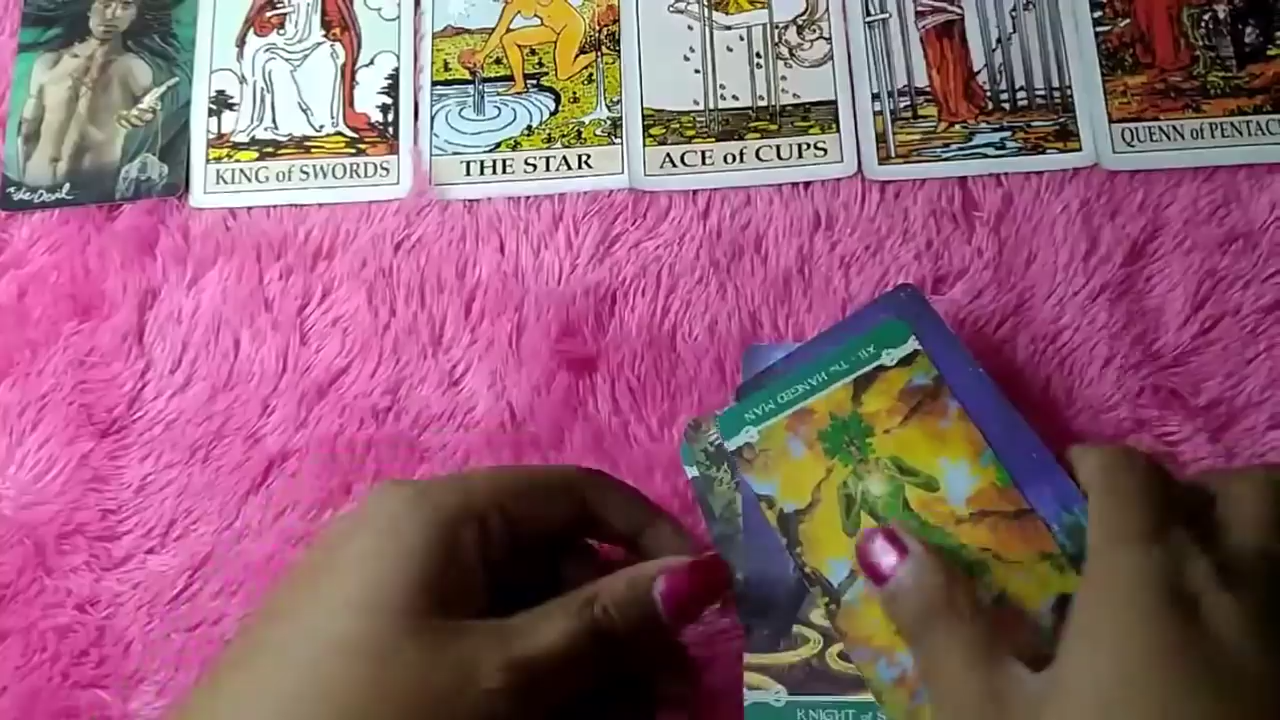 The Devil
KING of SWORDS
THE STAR
ACE of CUPS
QUENN of PENTAC
XII · The HANGED MAN
KNIGHT of S